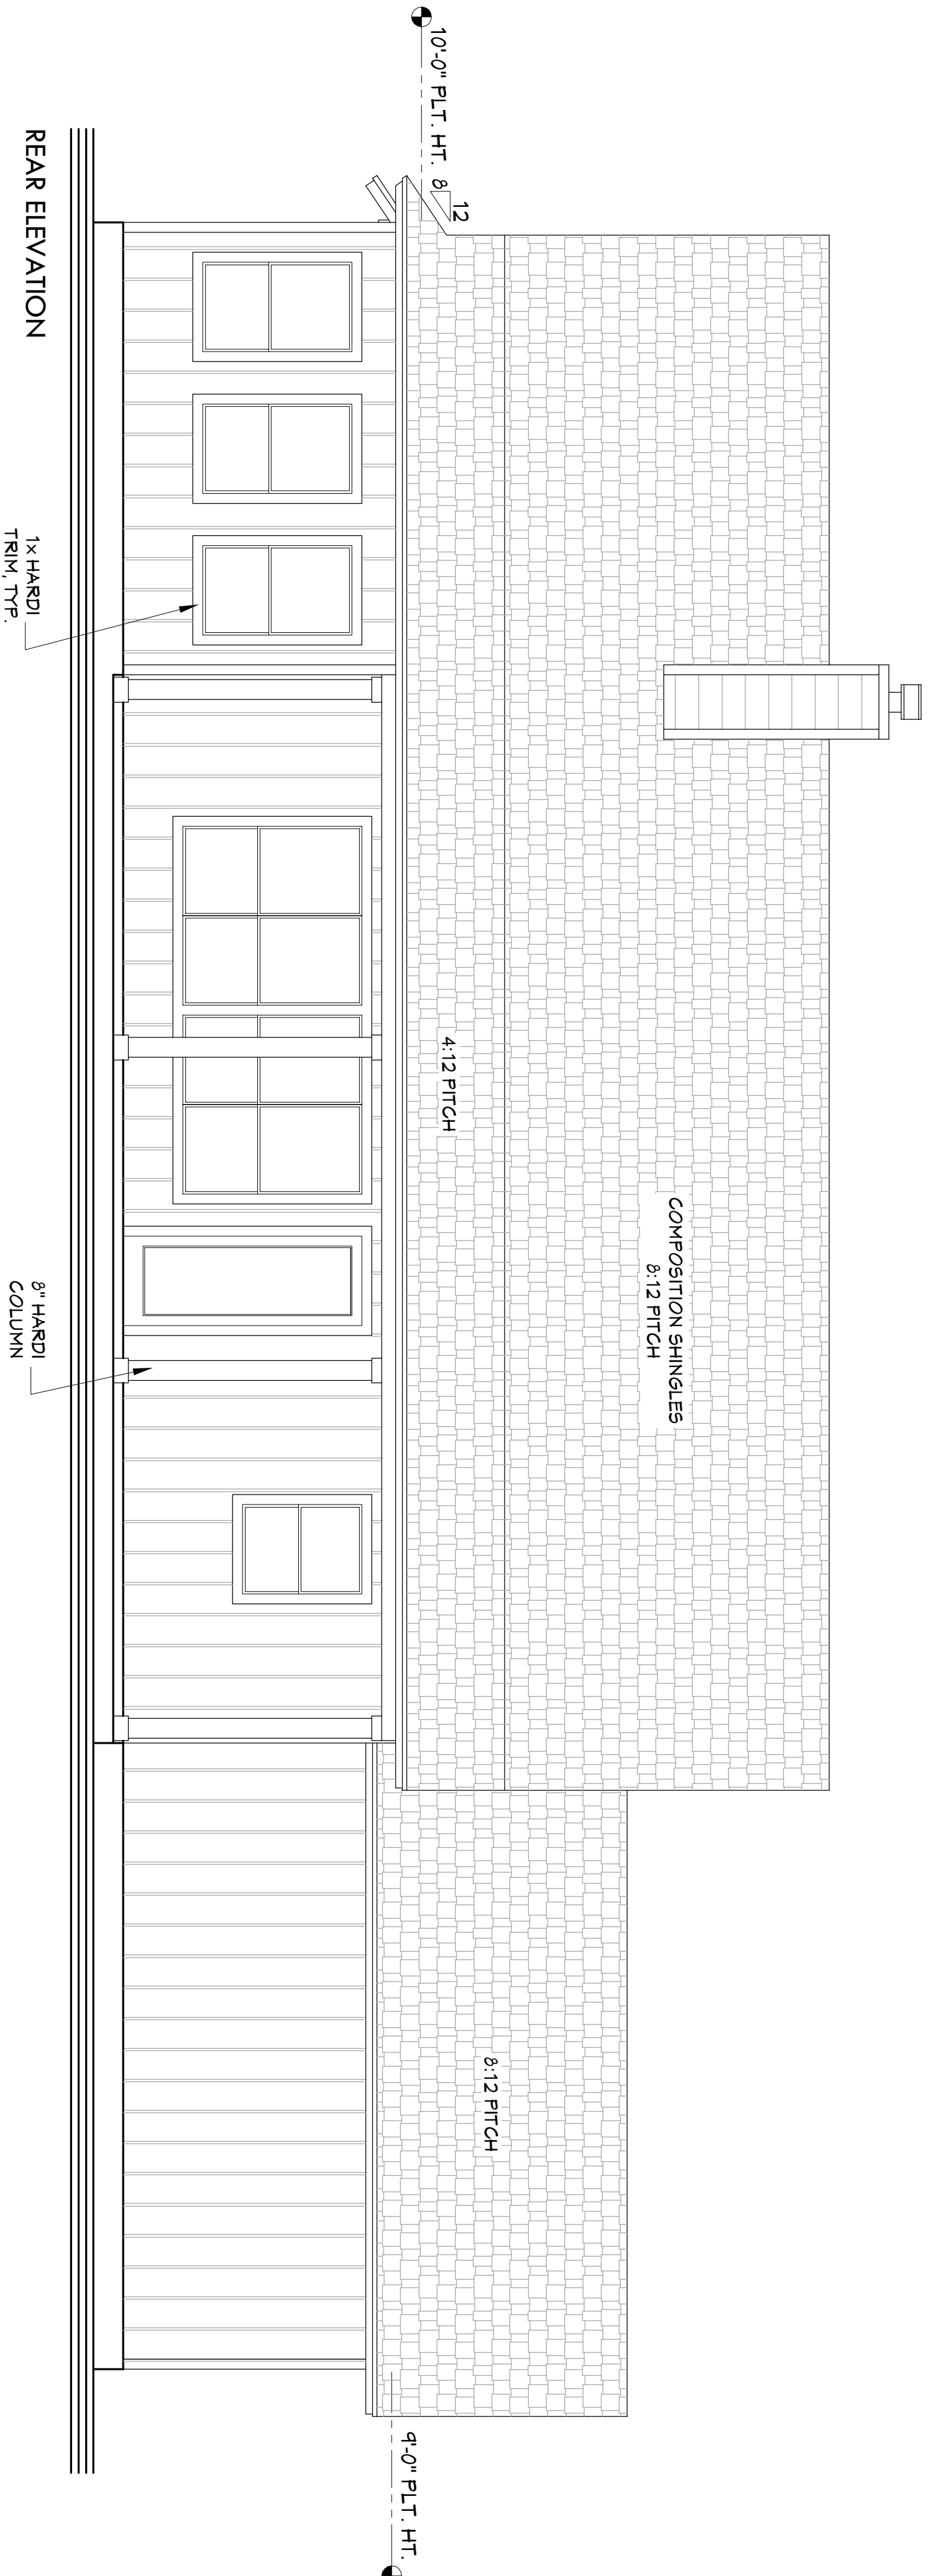 10'-0" PLT. HT.
8
12
COMPOSITION SHINGLES
8:12 PITCH
4:12 PITCH
8:12 PITCH
9'-0" PLT. HT.
1x HARDI
TRIM, TYP.
8" HARDI
COLUMN
REAR ELEVATION